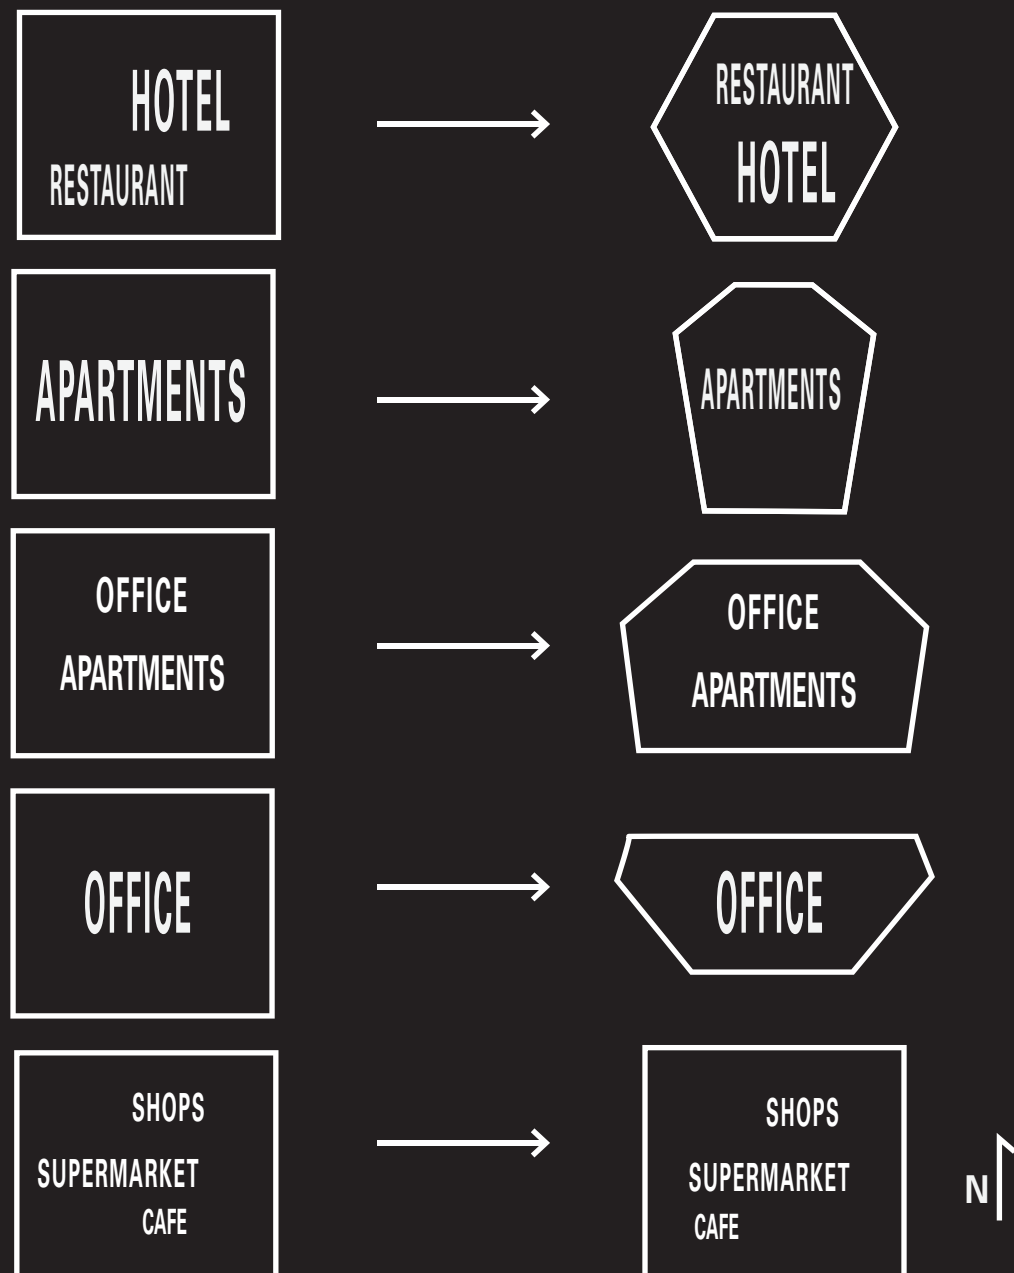 HOTEL
RESTAURANT
RESTAURANT
HOTEL
APARTMENTS
APARTMENTS
OFFICE
APARTMENTS
OFFICE
APARTMENTS
OFFICE
OFFICE
SHOPS
SUPERMARKET
CAFE
SHOPS
SUPERMARKET
CAFE
N